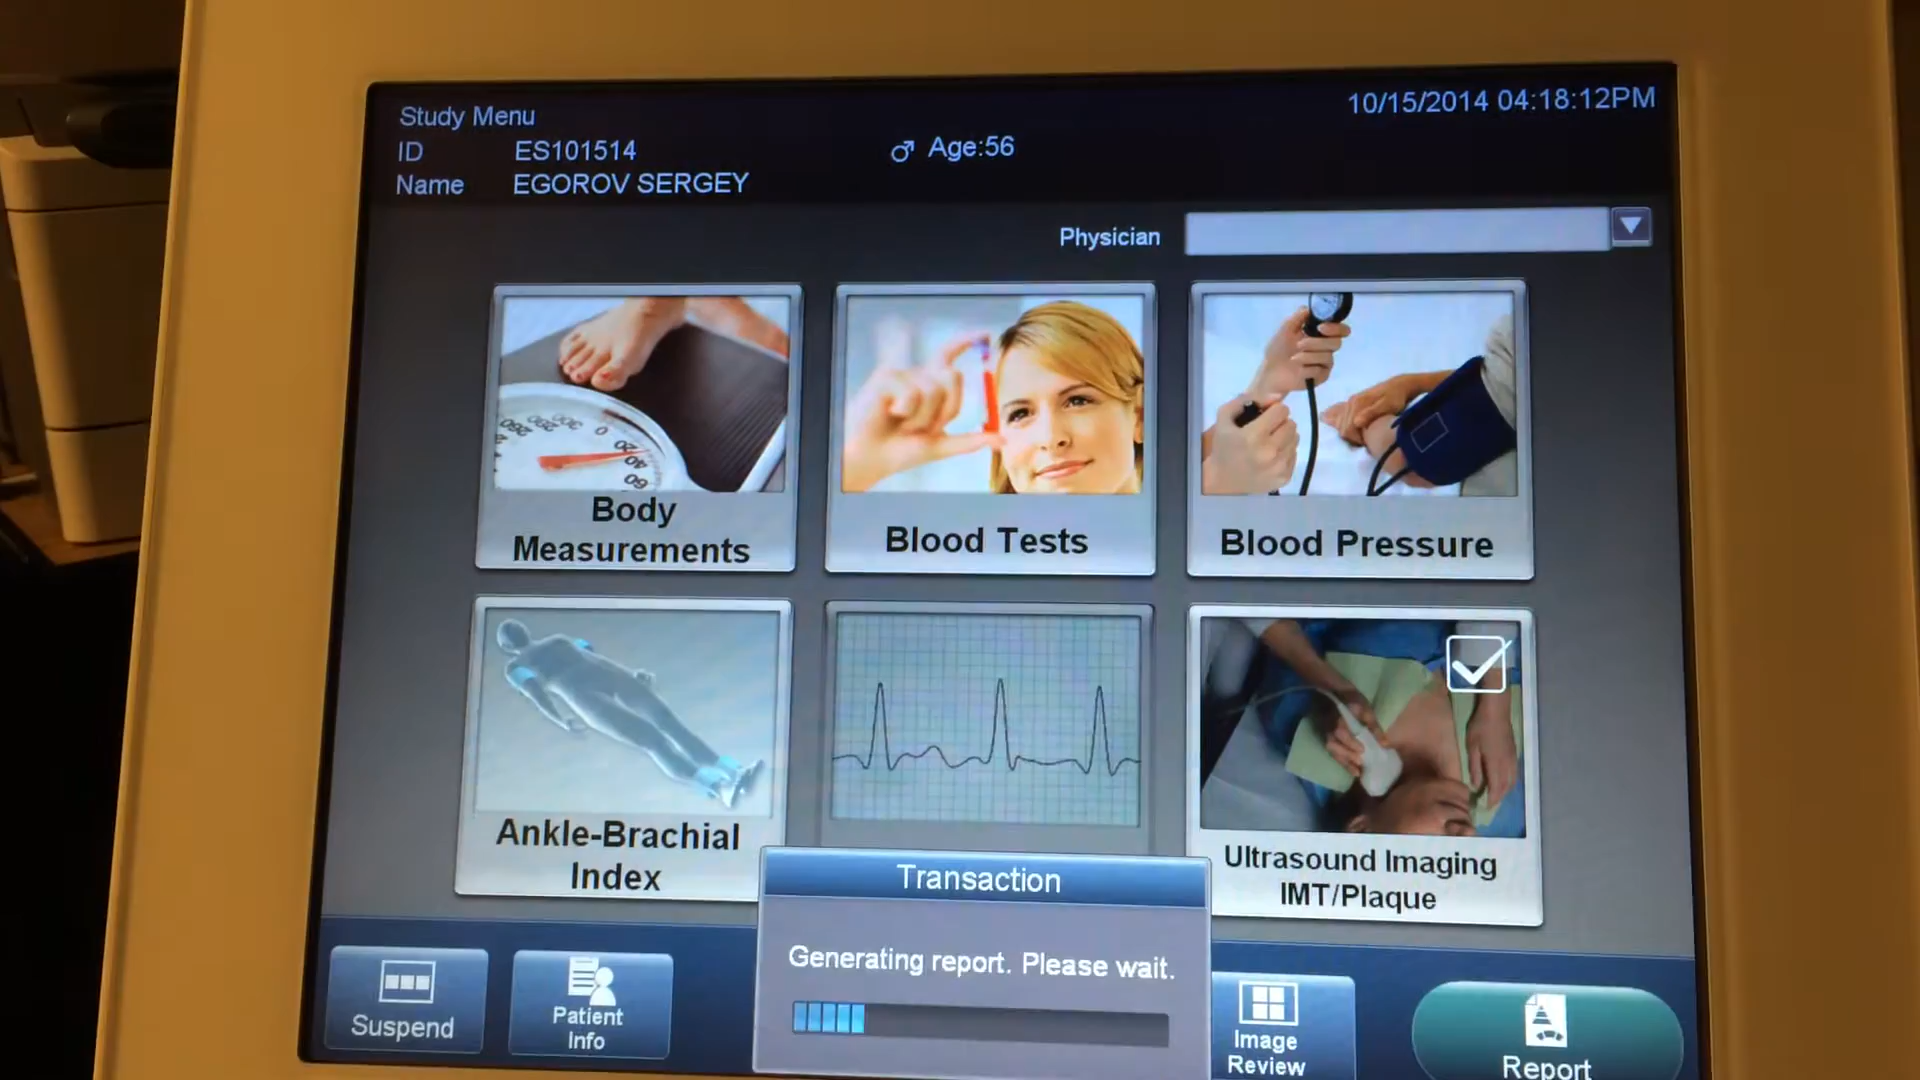 Study Menu
10/15/2014 04:18:12PM
ID ES101514
♂ Age:56
Name EGOROV SERGEY
Physician
Body
Measurements
Blood Tests
Blood Pressure
Ankle-Brachial
Index
Ultrasound Imaging
IMT/Plaque
Transaction
Generating report. Please wait.
Suspend
Patient
Info
Image
Review
Report